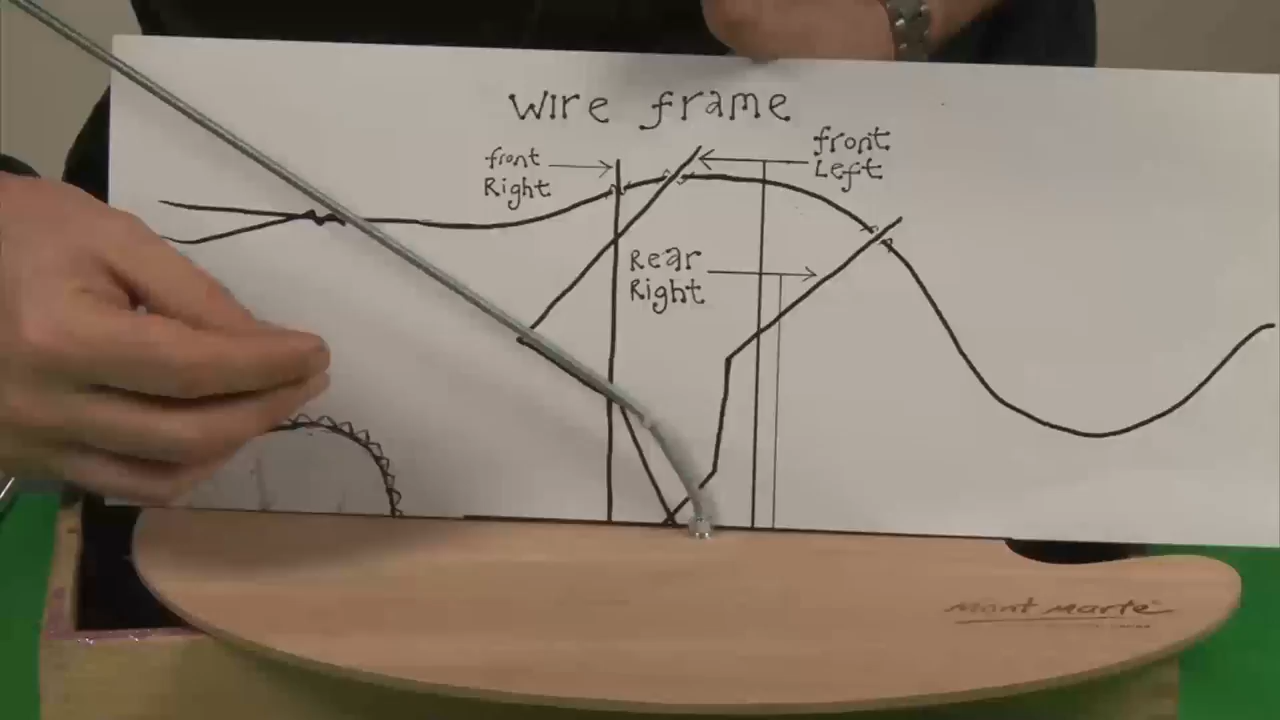 Wire frame
front
Right
front
Left
Rear
Right
Mont Marte